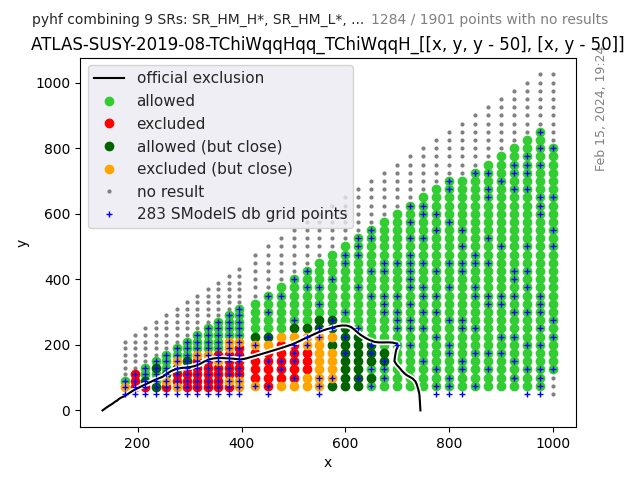 pyhf combining 9 SRs: SR_HM_H*, SR_HM_L*, ... 1284 / 1901 points with no results
ATLAS-SUSY-2019-08-TChiWqqHqq_TChiWqqH_[[x, y, y - 50], [x, y - 50]]
Feb 15, 2024, 19:2
official exclusion
allowed
excluded
allowed (but close)
excluded (but close)
no result
283 SModelS db grid points
1000
800
600
400
200
0
y
200
400
600
800
1000
x